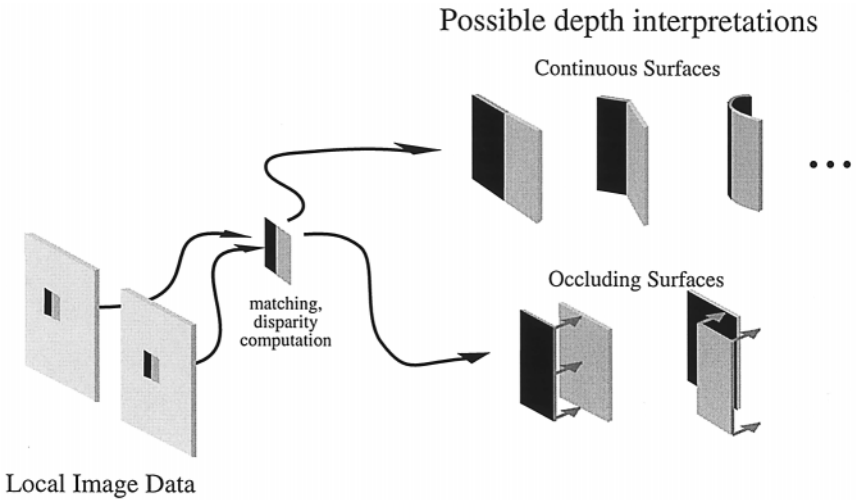 Possible depth interpretations
Continuous Surfaces
• • •
matching,
disparity
computation
Occluding Surfaces
Local Image Data